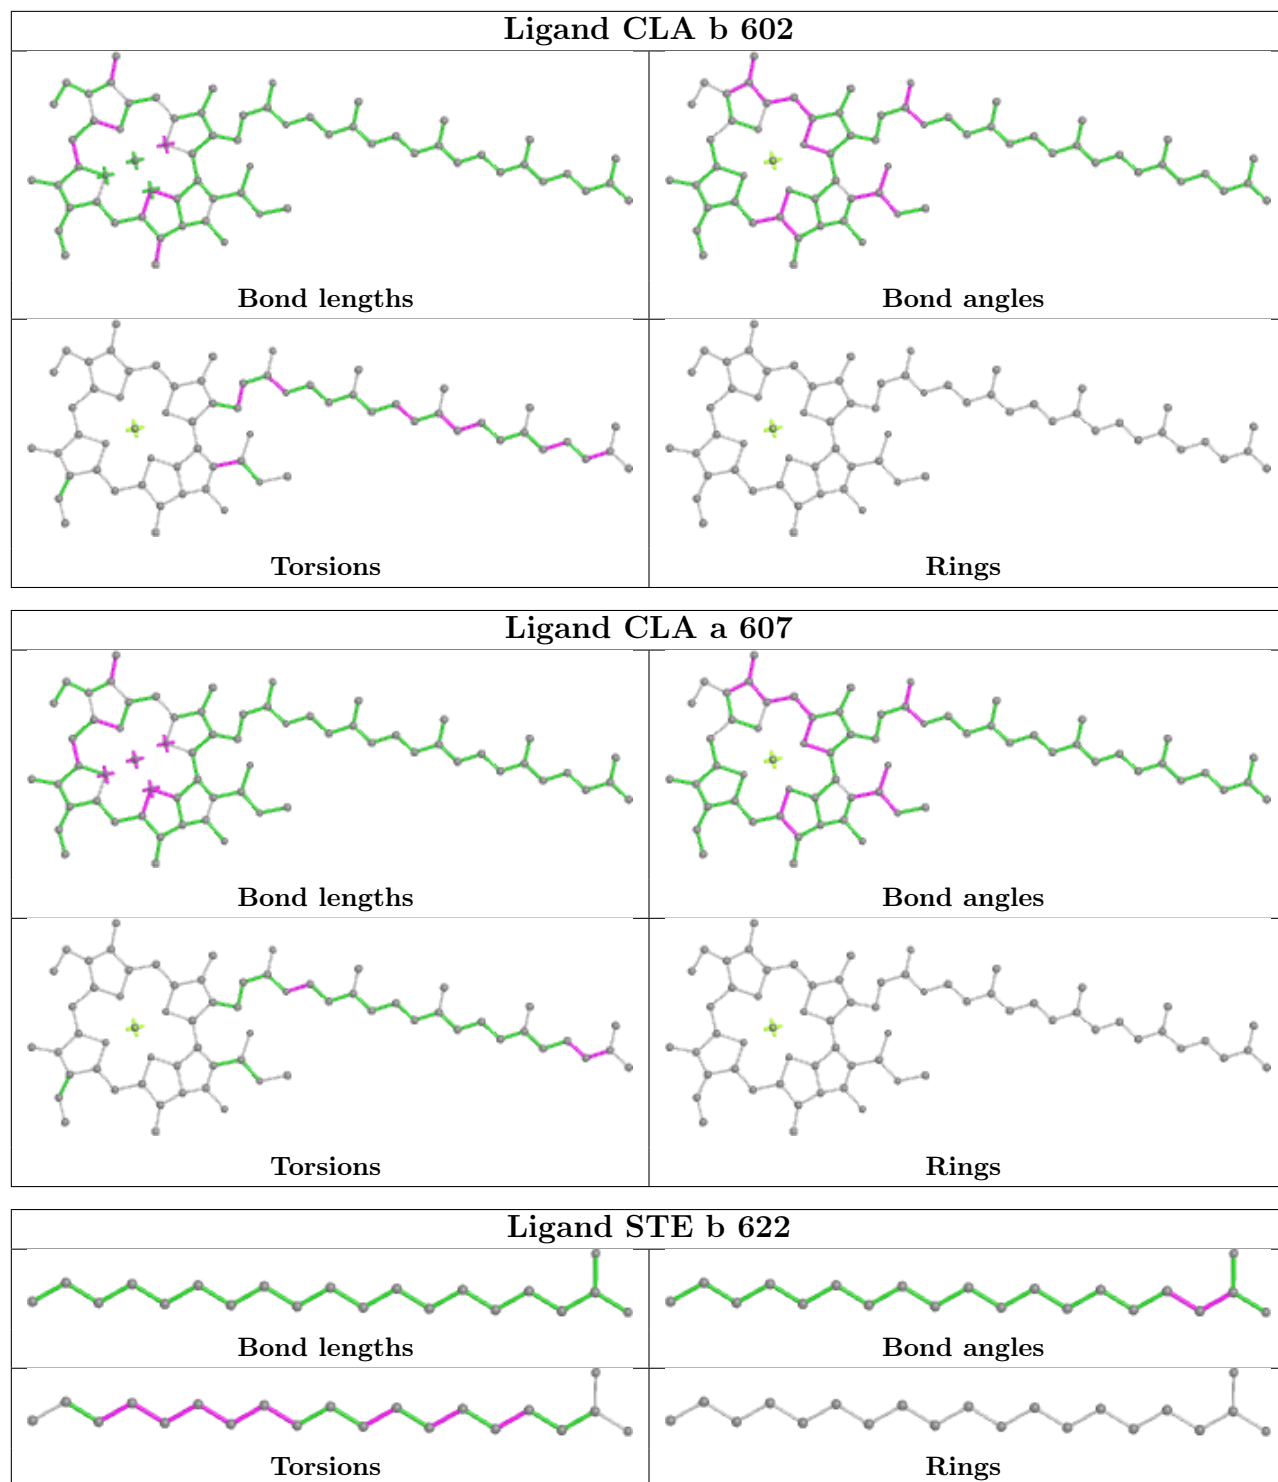 Ligand CLA b 602
Bond lengths
Bond angles
Torsions
Rings
Ligand CLA a 607
Bond lengths
Bond angles
Torsions
Rings
Ligand STE b 622
Bond lengths
Bond angles
Torsions
Rings